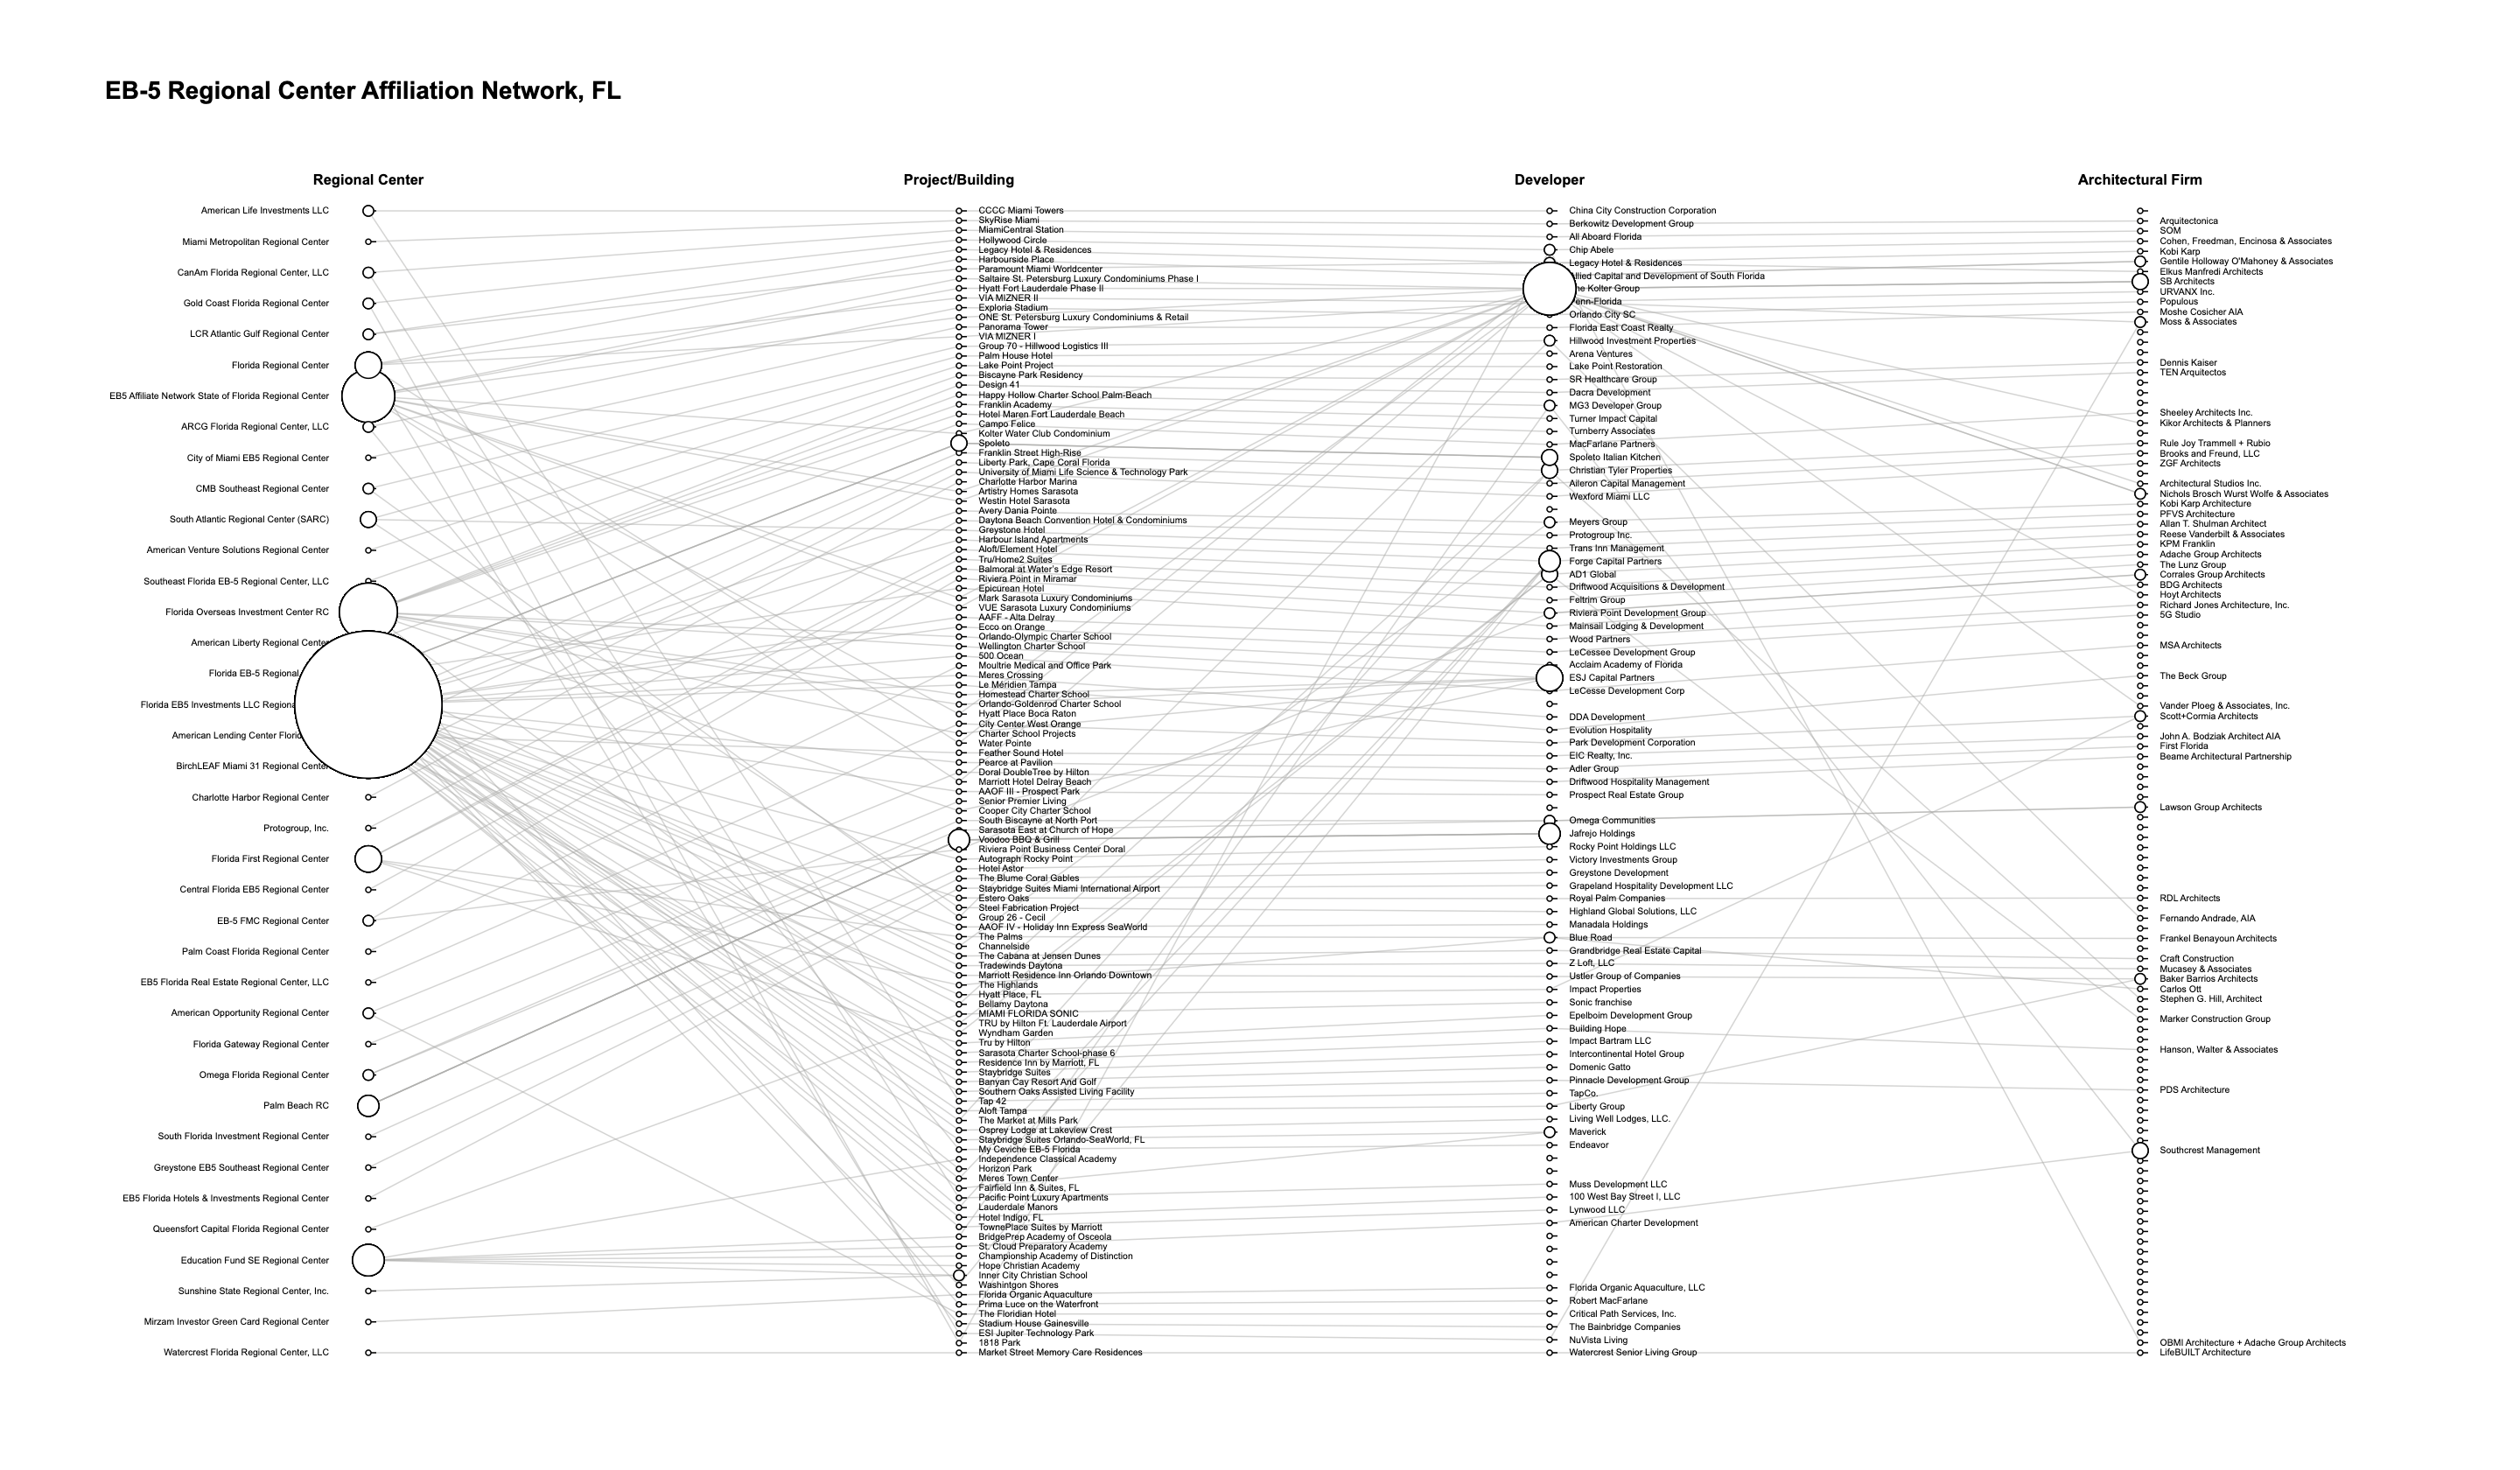 EB-5 Regional Center Affiliation Network, FL
Regional Center
American Life Investments LLC
Miami Metropolitan Regional Center
CanAm Florida Regional Center, LLC
Gold Coast Florida Regional Center
LCR Atlantic Gulf Regional Center
Florida Regional Center
EB5 Affiliate Network State of Florida Regional Center
ARCG Florida Regional Center, LLC
City of Miami EB5 Regional Center
CMB Southeast Regional Center
South Atlantic Regional Center (SARC)
American Venture Solutions Regional Center
Southeast Florida EB-5 Regional Center, LLC
Florida Overseas Investment Center RC
American Liberty Regional Center
Florida EB-5 Regional
Florida EB5 Investments LLC
American Lending Center
BirchLEAF Miami 31 Regional Center
Charlotte Harbor Regional Center
Protogroup, Inc.
Florida First Regional Center
Central Florida EB5 Regional Center
EB-5 FMC Regional Center
Palm Coast Florida Regional Center
EB5 Florida Real Estate Regional Center, LLC
American Opportunity Regional Center
Florida Gateway Regional Center
Omega Florida Regional Center
Palm Beach RC
South Florida Investment Regional Center
Greystone EB5 Southeast Regional Center
EB5 Florida Hotels & Investments Regional Center
Queensfort Capital Florida Regional Center
Education Fund SE Regional Center
Sunshine State Regional Center, Inc.
Mirzam Investor Green Card Regional Center
Watercrest Florida Regional Center, LLC
Project/Building
CCCC Miami Towers
SkyRise Miami
MiamiCentral Station
Hollywood Circle
Legacy Hotel & Residences
Harbourside Place
Paramount Miami Worldcenter
Saltaire St. Petersburg Luxury Condominiums Phase I
Hyatt Fort Lauderdale Phase II
VIA MIZNER II
Exploria Stadium
ONE St. Petersburg Luxury Condominiums & Retail
Panorama Tower
VIA MIZNER I
Group 70 - Hillwood Logistics III
Palm House Hotel
Lake Point Project
Biscayne Park Residency
Design 41
Happy Hollow Charter School Palm-Beach
Franklin Academy
Hotel Maren Fort Lauderdale Beach
Campo Felice
Kolter Water Club Condominium
Spoleto
Franklin Street High-Rise
Liberty Park, Cape Coral Florida
University of Miami Life Science & Technology Park
Charlotte Harbor Marina
Artistry Homes Sarasota
Westin Hotel Sarasota
Avery Dania Pointe
Daytona Beach Convention Hotel & Condominiums
Greystone Hotel
Harbour Island Apartments
Aloft/Element Hotel
Tru/Home2 Suites
Balmoral at Water's Edge Resort
Riviera Point in Miramar
Epicurean Hotel
Mark Sarasota Luxury Condominiums
VUE Sarasota Luxury Condominiums
AAFF - Alta Delray
Ecco on Orange
Orlando-Olympic Charter School
Wellington Charter School
500 Ocean
Moultrie Medical and Office Park
Meres Crossing
Le Méridien Tampa
Homestead Charter School
Orlando-Goldenrod Charter School
Hyatt Place Boca Raton
City Center West Orange
Charter School Projects
Water Pointe
Feather Sound Hotel
Pearce at Pavilion
Doral DoubleTree by Hilton
Marriott Hotel Delray Beach
AAOF III - Prospect Park
Senior Premier Living
Cooper City Charter School
South Biscayne at North Port
Sarasota East at Church of Hope
Voodoo BBQ & Grill
Riviera Point Business Center Doral
Autograph Rocky Point
Hotel Astor
The Blume Coral Gables
Staybridge Suites Miami International Airport
Estero Oaks
Steel Fabrication Project
Group 26 - Cecil
AAOF IV - Holiday Inn Express SeaWorld
The Palms
Channelside
The Cabana at Jensen Dunes
Tradewinds Daytona
Marriott Residence Inn Orlando Downtown
The Highlands
Hyatt Place, FL
Bellamy Daytona
MIAMI FLORIDA SONIC
TRU by Hilton Ft. Lauderdale Airport
Wyndham Garden
Tru by Hilton
Sarasota Charter School-phase 6
Residence Inn by Marriott, FL
Staybridge Suites
Banyan Cay Resort And Golf
Southern Oaks Assisted Living Facility
Tap 42
Aloft Tampa
The Market at Mills Park
Osprey Lodge at Lakeview Crest
Staybridge Suites Orlando-SeaWorld, FL
My Ceviche EB-5 Florida
Independence Classical Academy
Horizon Park
Meres Town Center
Fairfield Inn & Suites, FL
Pacific Point Luxury Apartments
Lauderdale Manors
Hotel Indigo, FL
TownePlace Suites by Marriott
BridgePrep Academy of Osceola
St. Cloud Preparatory Academy
Championship Academy of Distinction
Hope Christian Academy
Inner City Christian School
Washintgon Shores
Florida Organic Aquaculture
Prima Luce on the Waterfront
The Floridian Hotel
Stadium House Gainesville
ESI Jupiter Technology Park
1818 Park
Market Street Memory Care Residences
Developer
China City Construction Corporation
Berkowitz Development Group
All Aboard Florida
Chip Abele
Legacy Hotel & Residences
Allied Capital and Development of South Florida
Kolter Group
Orlando City SC
Florida East Coast Realty
Hillwood Investment Properties
Arena Ventures
Lake Point Restoration
SR Healthcare Group
Dacra Development
MG3 Developer Group
Turner Impact Capital
Turnberry Associates
MacFarlane Partners
Spoleto Italian Kitchen
Christian Tyler Properties
Aileron Capital Management
Wexford Miami LLC
Meyers Group
Protogroup Inc.
Trans Inn Management
Forge Capital Partners
AD1 Global
Driftwood Acquisitions & Development
Feltrim Group
Riviera Point Development Group
Mainsail Lodging & Development
Wood Partners
LeCessee Development Group
Acclaim Academy of Florida
ESJ Capital Partners
LeCesse Development Corp
DDA Development
Evolution Hospitality
Park Development Corporation
EIC Realty, Inc.
Adler Group
Driftwood Hospitality Management
Prospect Real Estate Group
Omega Communities
Jafrejo Holdings
Rocky Point Holdings LLC
Victory Investments Group
Greystone Development
Grapeland Hospitality Development LLC
Royal Palm Companies
Highland Global Solutions, LLC
Manadala Holdings
Blue Road
Grandbridge Real Estate Capital
Z Loft, LLC
Ustler Group of Companies
Impact Properties
Sonic franchise
Epelboim Development Group
Building Hope
Impact Bartram LLC
Intercontinental Hotel Group
Domenic Gatto
Pinnacle Development Group
TapCo.
Liberty Group
Living Well Lodges, LLC.
Maverick
Endeavor
Muss Development LLC
100 West Bay Street I, LLC
Lynwood LLC
American Charter Development
Florida Organic Aquaculture, LLC
Robert MacFarlane
Critical Path Services, Inc.
The Bainbridge Companies
NuVista Living
Watercrest Senior Living Group
Architectural Firm
Arquitectonica
SOM
Cohen, Freedman, Encinosa & Associates
Kobi Karp
Gentile Holloway O'Mahoney & Associates
Elkus Manfredi Architects
SB Architects
URVANX Inc.
Populous
Moshe Cosicher AIA
Moss & Associates
Dennis Kaiser
TEN Arquitectos
Sheeley Architects Inc.
Kikor Architects & Planners
Rule Joy Trammell + Rubio
Brooks and Freund, LLC
ZGF Architects
Architectural Studios Inc.
Nichols Brosch Wurst Wolfe & Associates
Kobi Karp Architecture
PFVS Architecture
Allan T. Shulman Architect
Reese Vanderbilt & Associates
KPM Franklin
Adache Group Architects
The Lunz Group
Corrales Group Architects
BDG Architects
Hoyt Architects
Richard Jones Architecture, Inc.
5G Studio
MSA Architects
The Beck Group
Vander Ploeg & Associates, Inc.
Scott+Cormia Architects
John A. Bodziak Architect AIA
First Florida
Beame Architectural Partnership
Lawson Group Architects
RDL Architects
Fernando Andrade, AIA
Frankel Benayoun Architects
Craft Construction
Mucasey & Associates
Baker Barrios Architects
Carlos Ott
Stephen G. Hill, Architect
Marker Construction Group
Hanson, Walter & Associates
PDS Architecture
Southcrest Management
OBMI Architecture + Adache Group Architects
LifeBUILT Architecture